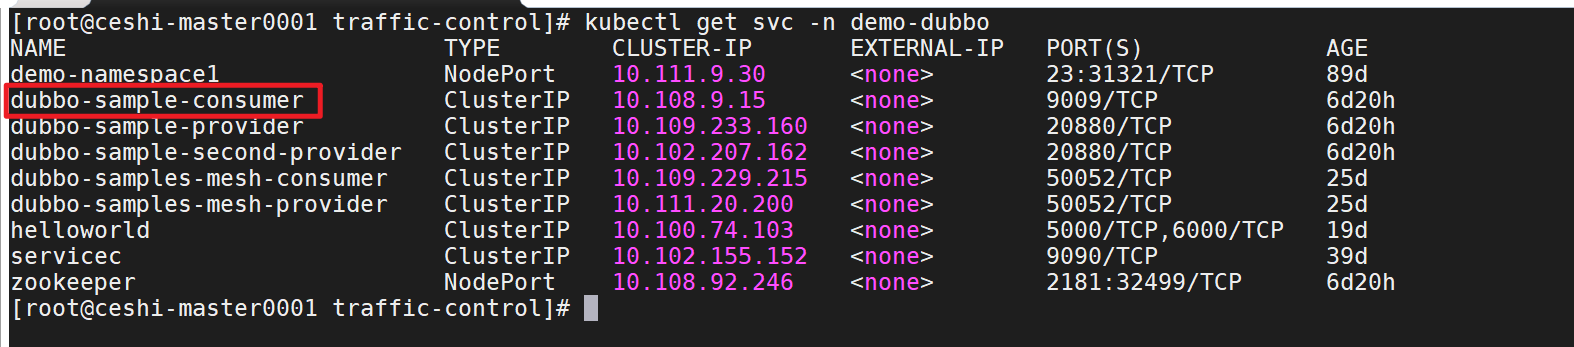 [root@ceshi-master0001 traffic-control]# kubectl get svc -n demo-dubbo
NAME TYPE CLUSTER-IP EXTERNAL-IP PORT(S) AGE
demo-namespace1 NodePort 10.111.9.30 <none> 23:31321/TCP 89d
dubbo-sample-consumer ClusterIP 10.108.9.15 <none> 9009/TCP 6d20h
dubbo-sample-provider ClusterIP 10.109.233.160 <none> 20880/TCP 6d20h
dubbo-sample-second-provider ClusterIP 10.102.207.162 <none> 20880/TCP 6d20h
dubbo-samples-mesh-consumer ClusterIP 10.109.229.215 <none> 50052/TCP 25d
dubbo-samples-mesh-provider ClusterIP 10.111.20.200 <none> 50052/TCP 25d
helloworld ClusterIP 10.100.74.103 <none> 5000/TCP,6000/TCP 19d
servicec ClusterIP 10.102.155.152 <none> 9090/TCP 39d
zookeeper NodePort 10.108.92.246 <none> 2181:32499/TCP 6d20h
[root@ceshi-master0001 traffic-control]#